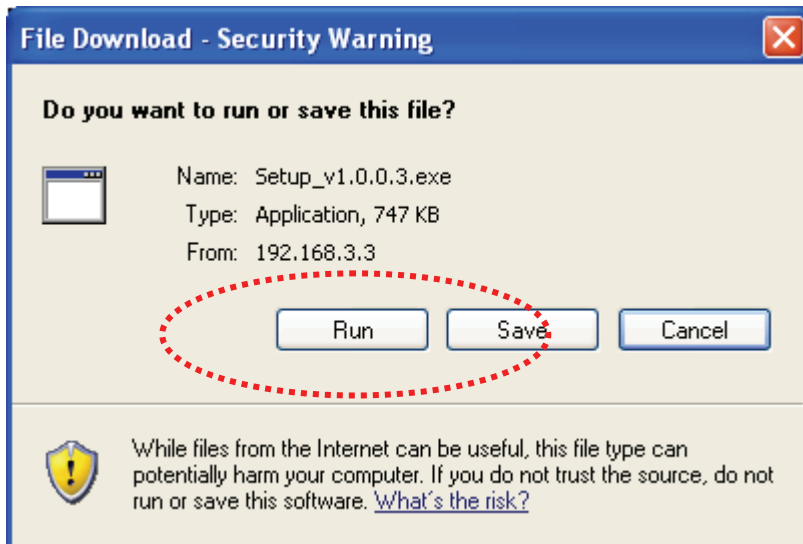 File Download - Security Warning
Do you want to run or save this file?
Name: Setup_v1.0.0.3.exe
Type: Application, 747 KB
From: 192.168.3.3
Run Save Cancel
While files from the Internet can be useful, this file type can
potentially harm your computer. If you do not trust the source, do not
run or save this software. What's the risk?